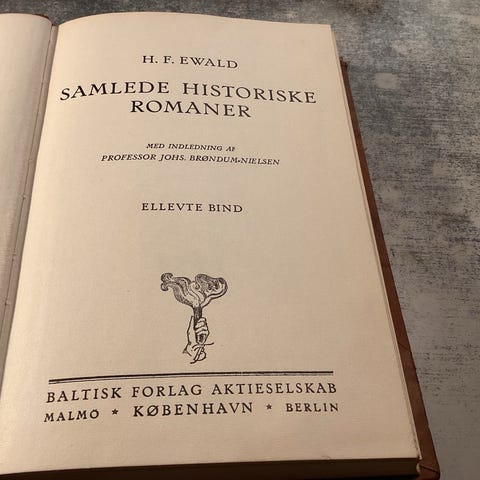 H. F. EWALD
SAMLEDE HISTORISKE
ROMANER
MED INDLEDNING AF
PROFESSOR JOHS. BRØNDUM-NIELSEN
ELLEVTE BIND
BALTISK FORLAG AKTIESELSKAB
MALMÖ * KØBENHAVN * BERLIN